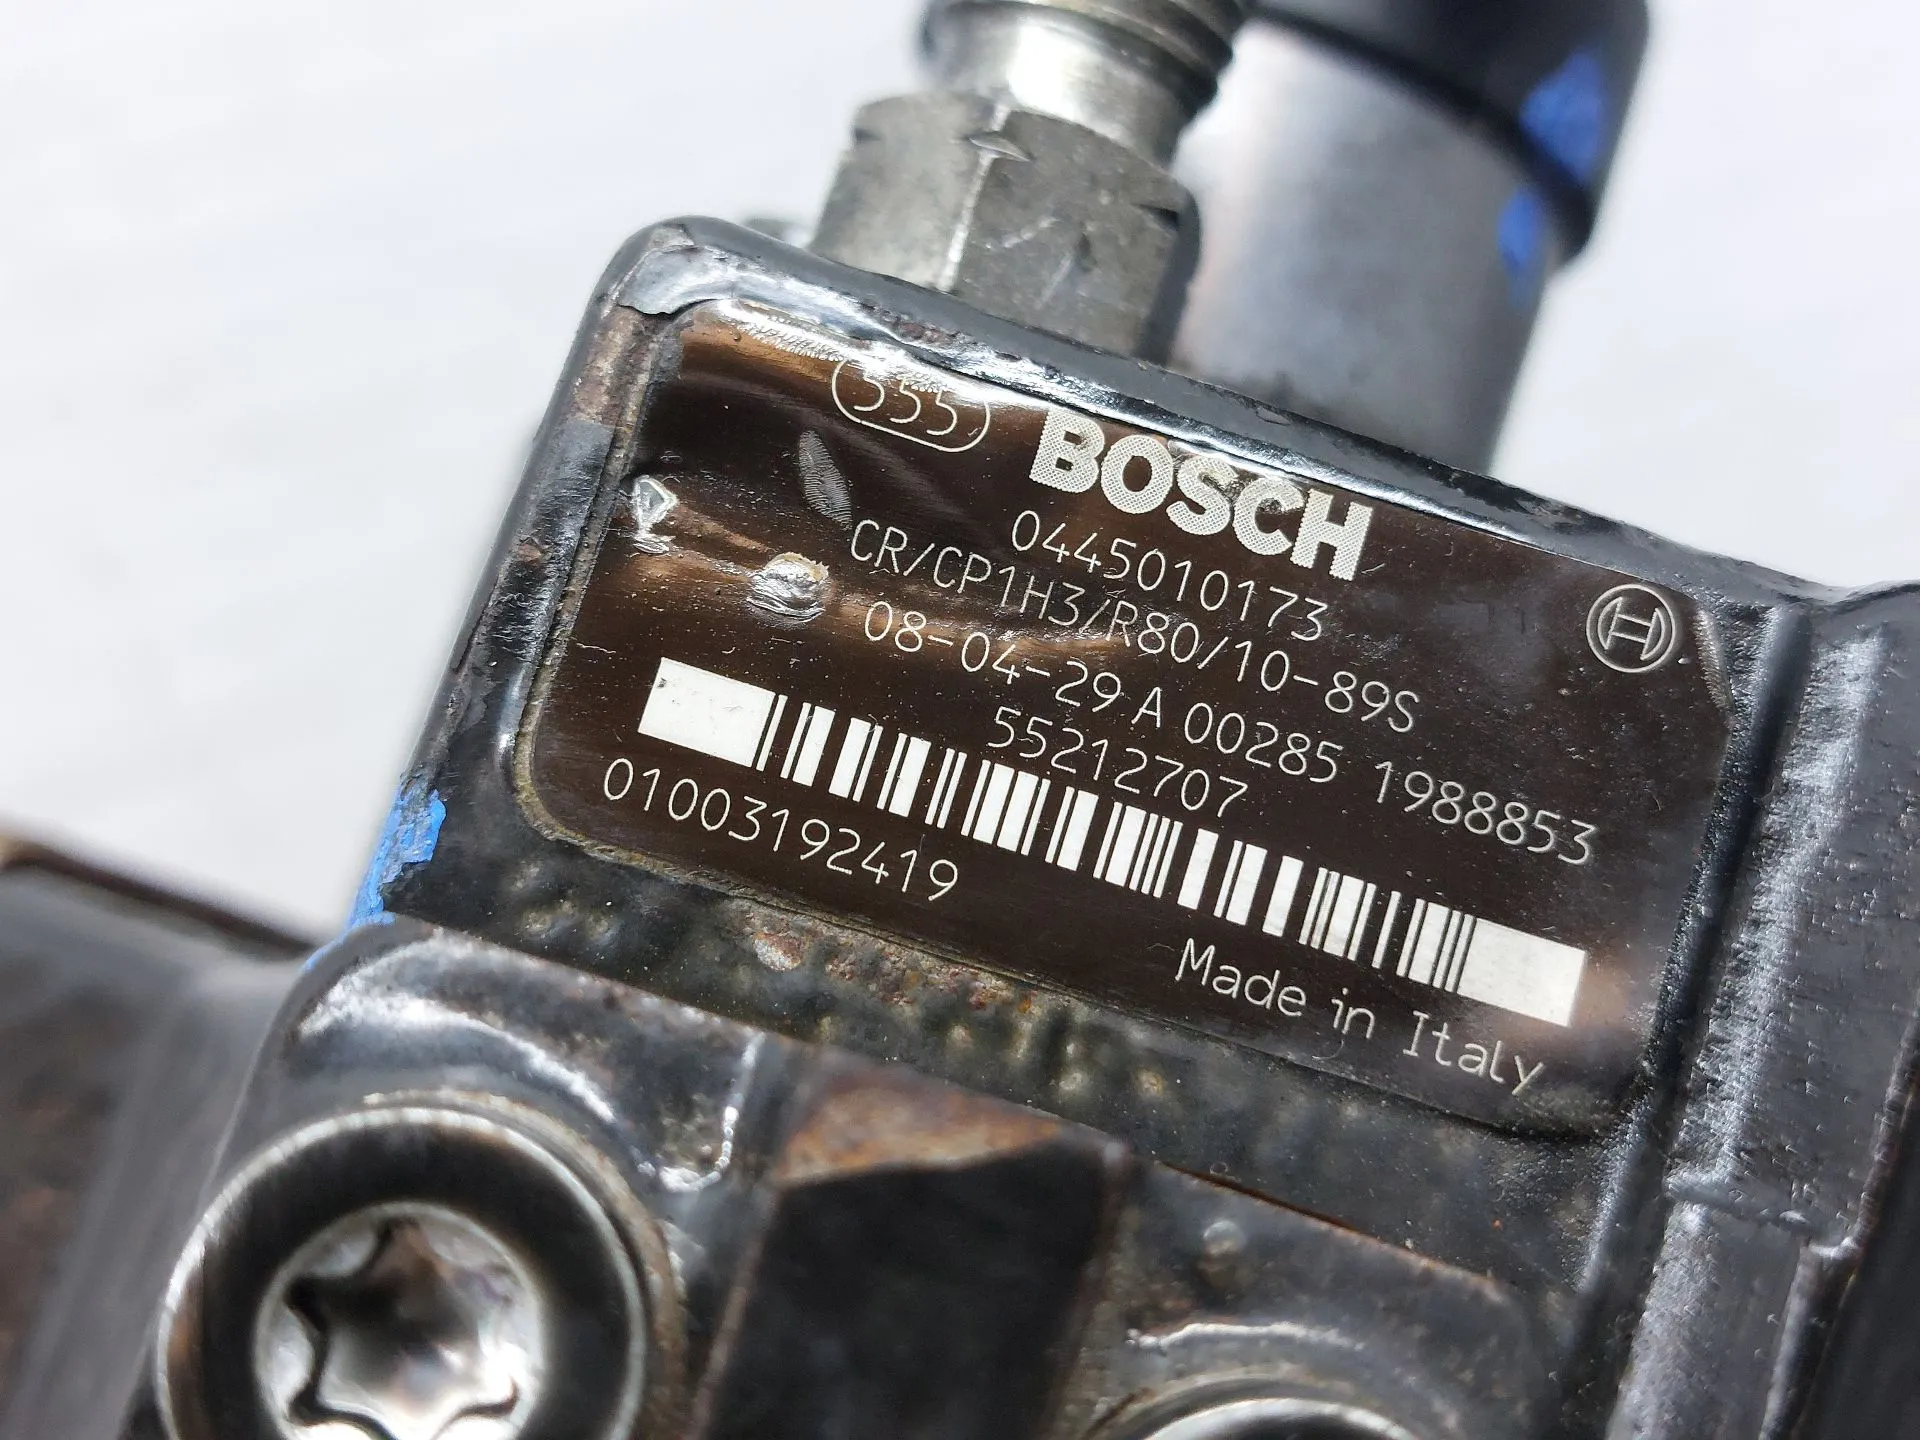 555 BOSCH
0445010173
CR/CP1H3/R80/10-89S
08-04-29 A 00285 1988853
55212707
01003192419
Made in Italy